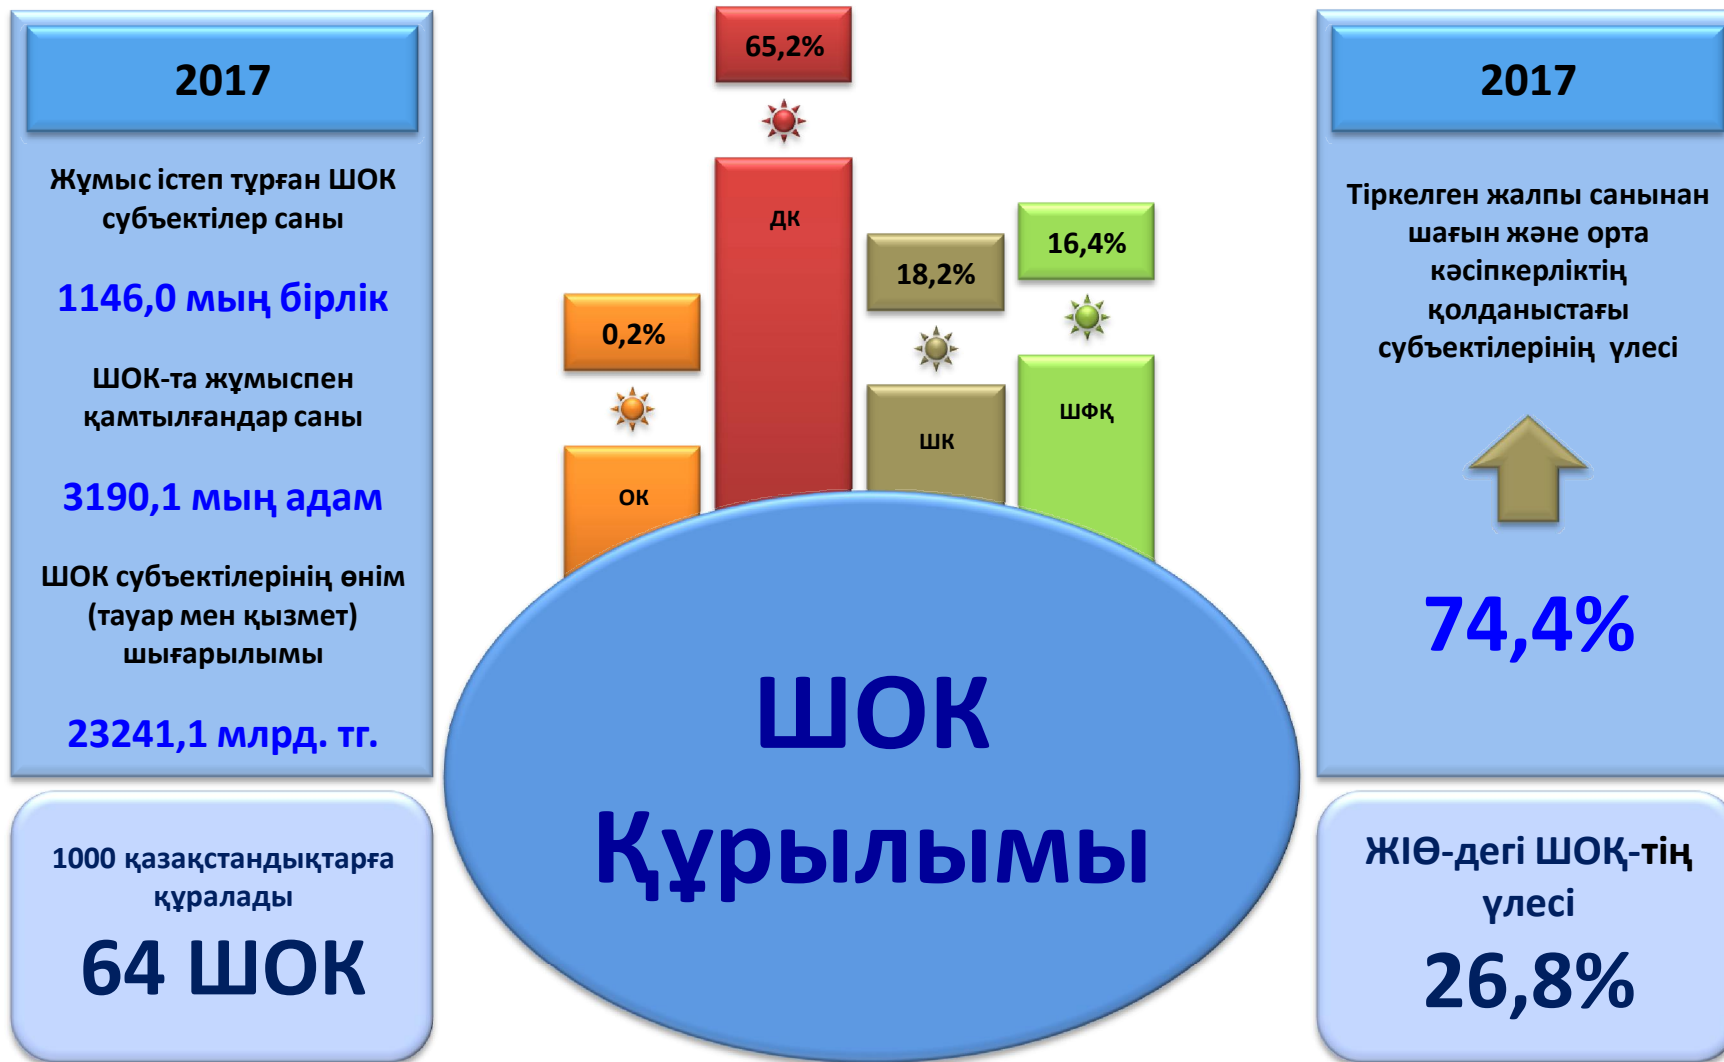 2017
Жұмыс істеп тұрған ШОК
субъектілер саны
1146,0 мың бірлік
ШОК-та жұмыспен
қамтылғандар саны
3190,1 мың адам
ШОК субъектілерінің өнім
(тауар мен қызмет)
шығарылымы
23241,1 млрд. тг.
1000 қазақстандықтарға
құралады
64 ШОК
0,2%
ОК
65,2%
ДК
18,2%
ШК
16,4%
ШФҚ
ШОК
Құрылымы
2017
Тіркелген жалпы санынан
шағын және орта
кәсіпкерліктің
қолданыстағы
субъектілерінің үлесі
74,4%
ЖІӨ-дегі ШОҚ-тің
үлесі
26,8%